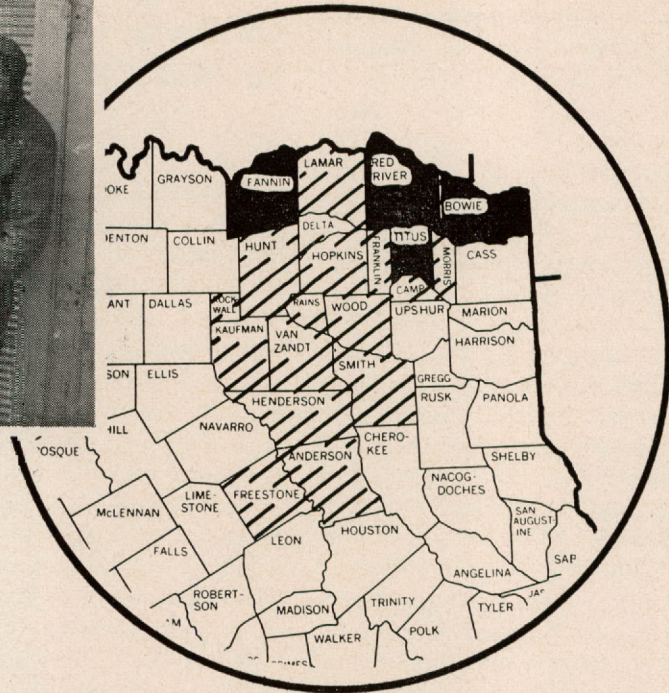 LAMAR
RED
RIVER
GRAYSON
FANNIN
OKE
BOWIE
DELTA
TITUS
ENTON
COLLIN
HUNT
HOPKINS
FRANKLIN
MORRIS
CASS
CAMP
ANT
DALLAS
ROCK
WALL
RAINS
WOOD
UPSHUR
MARION
KAUFMAN
VAN
ZANDT
HARRISON
SMITH
SON
ELLIS
GREGG
HENDERSON
RUSK
PANOLA
HILL
NAVARRO
CHERO-
KEE
OSQUE
ANDERSON
SHELBY
LIME-
STONE
FREESTONE
NACOG-
DOCHES
McLENNAN
SAN
AUGUST-
INE
LEON
HOUSTON
FALLS
SAP
ANGELINA
ROBERT-
SON
MADISON
TRINITY
TYLER
JAS
WALKER
POLK